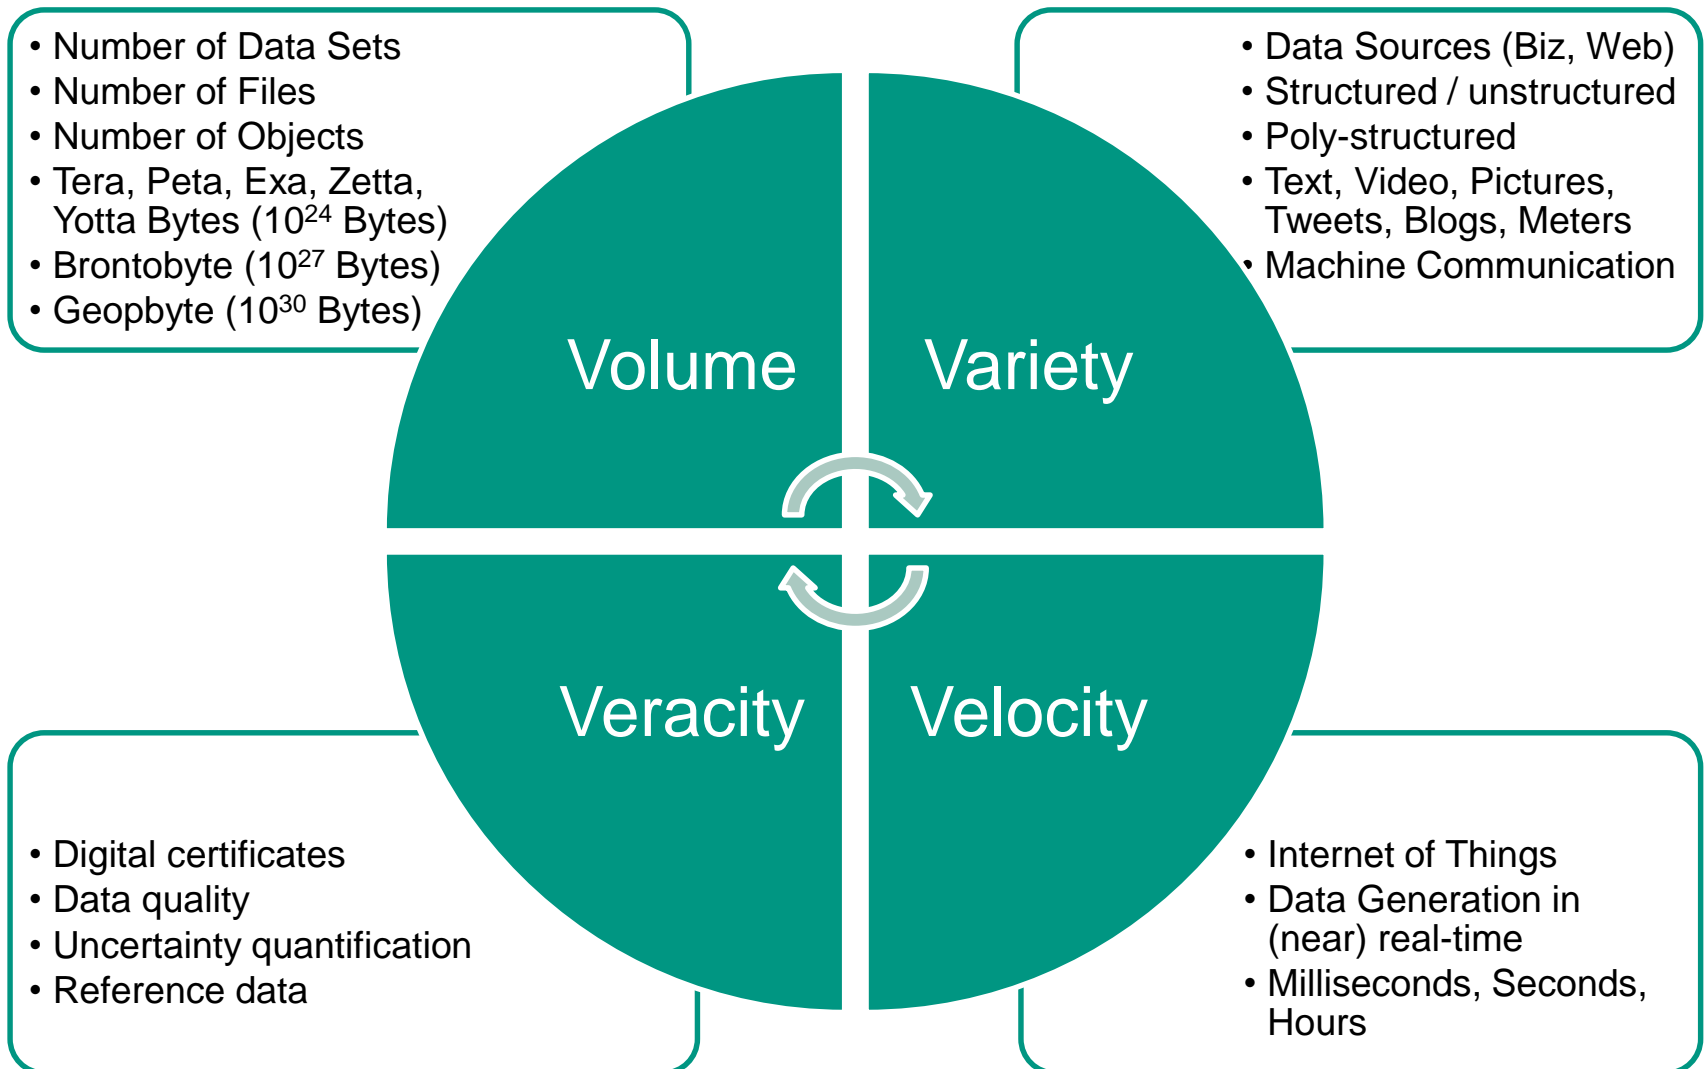 • Number of Data Sets
• Number of Files
• Number of Objects
• Tera, Peta, Exa, Zetta,
Yotta Bytes (10²⁴ Bytes)
• Brontobyte (10²⁷ Bytes)
• Geopbyte (10³⁰ Bytes)
• Data Sources (Biz, Web)
• Structured / unstructured
• Poly-structured
• Text, Video, Pictures,
Tweets, Blogs, Meters
• Machine Communication
Volume
Variety
Veracity
Velocity
• Digital certificates
• Data quality
• Uncertainty quantification
• Reference data
• Internet of Things
• Data Generation in
(near) real-time
• Milliseconds, Seconds,
Hours